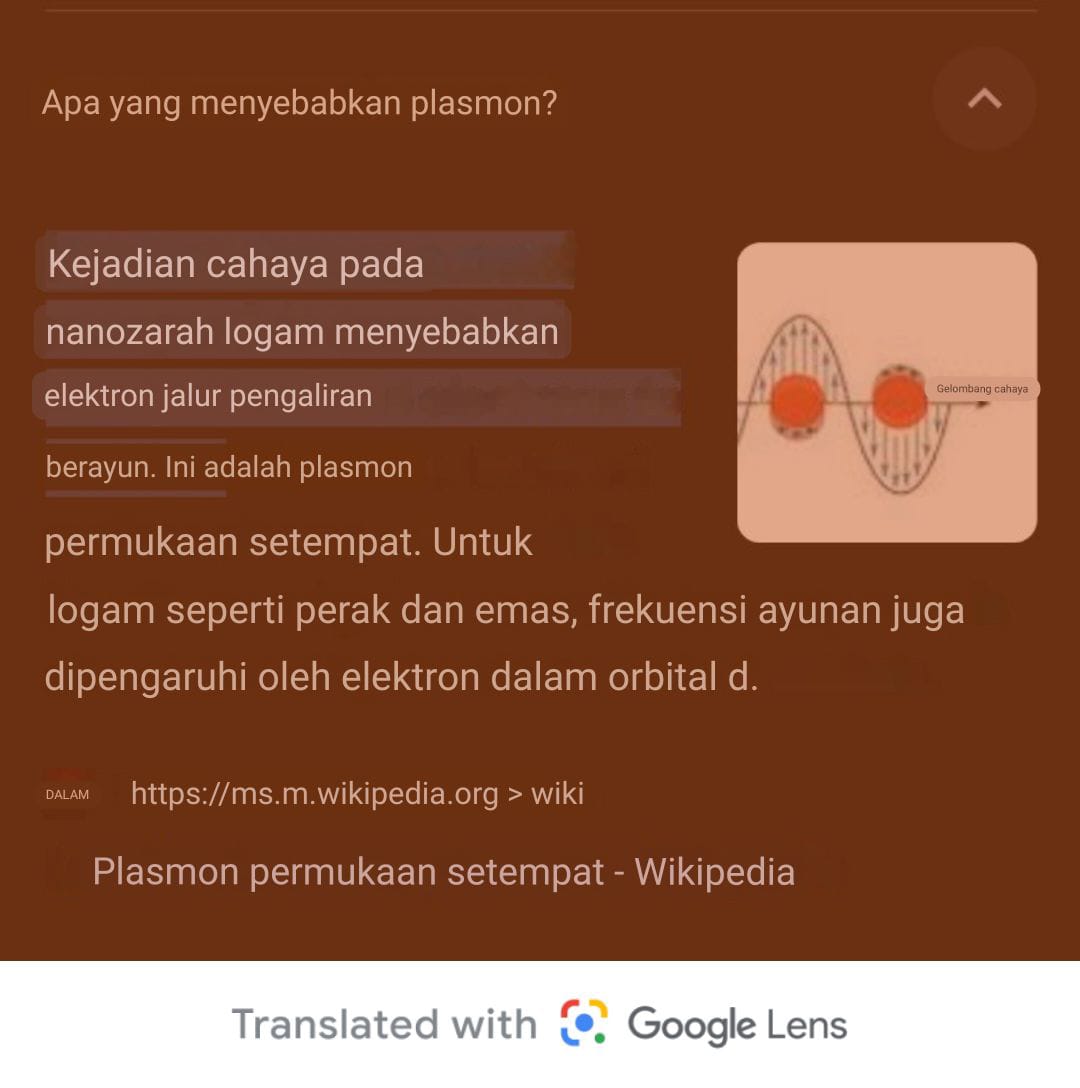 Apa yang menyebabkan plasmon?
Kejadian cahaya pada
nanozarah logam menyebabkan
elektron jalur pengaliran
berayun. Ini adalah plasmon
permukaan setempat. Untuk
logam seperti perak dan emas, frekuensi ayunan juga
dipengaruhi oleh elektron dalam orbital d.
Gelombang cahaya
DALAM https://ms.m.wikipedia.org > wiki
Plasmon permukaan setempat - Wikipedia
Translated with Google Lens